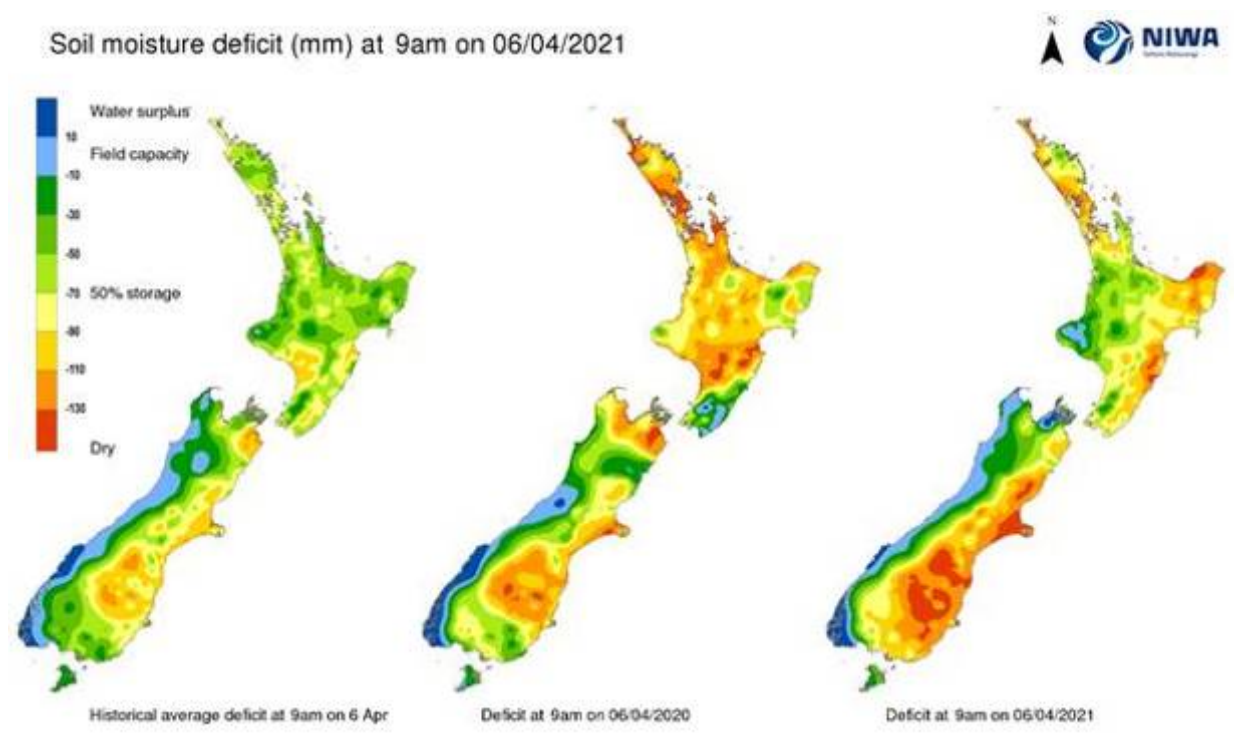 Soil moisture deficit (mm) at 9am on 06/04/2021
N
NIWA
Water surplus
10
Field capacity
-10
-30
-50
-70
50% storage
-90
-110
-130
Dry
Historical average deficit at 9am on 6 Apr
Deficit at 9am on 06/04/2020
Deficit at 9am on 06/04/2021